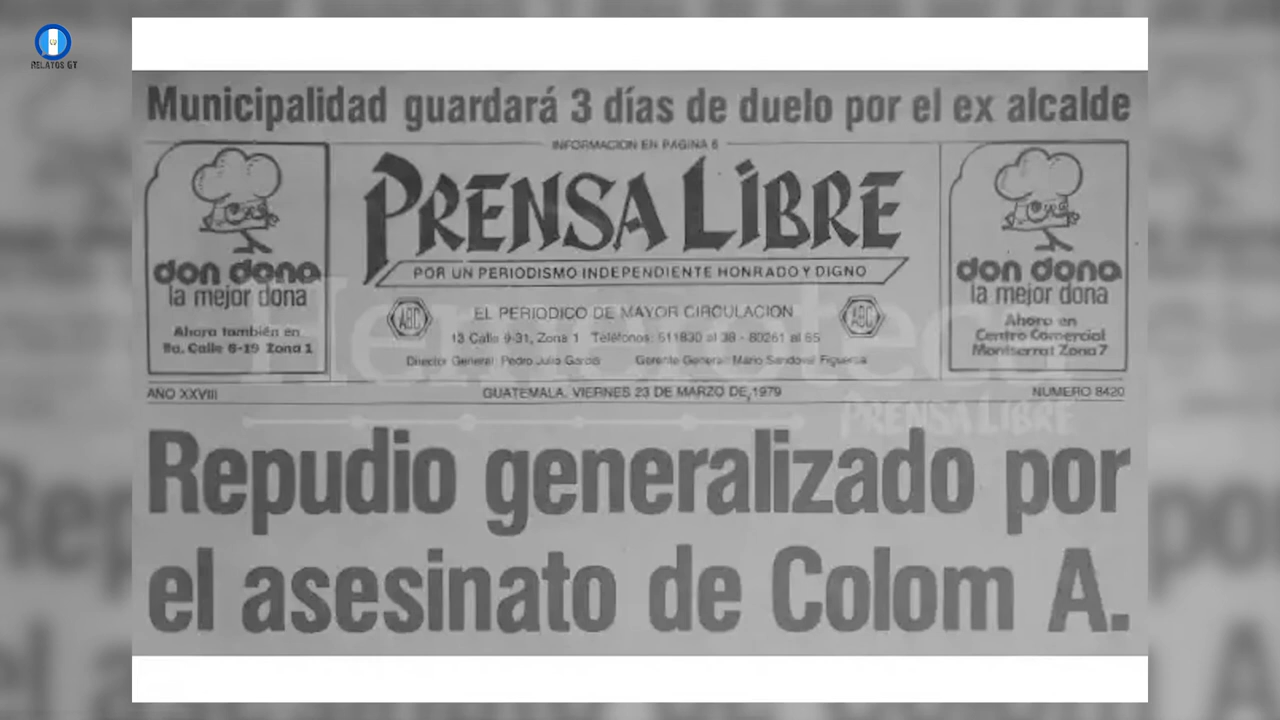 RELATOS GT
Municipalidad guardará 3 días de duelo por el ex alcalde
INFORMACION EN PAGINA 6
PRENSA LIBRE
POR UN PERIODISMO INDEPENDIENTE HONRADO Y DIGNO
don dona
la mejor dona
Ahora también en
9a. Calle 6-19 Zona 1
ABC
EL PERIODICO DE MAYOR CIRCULACION
ABC
13 Calle 9-31, Zona 1 Teléfonos: 511830 al 38 - 80261 al 65
Director General: Pedro Julio García Gerente General: Mario Sandoval Figueroa
don dona
la mejor dona
Ahora en
Centro Comercial
Montserrat Zona 7
AÑO XXVIII GUATEMALA, VIERNES 23 DE MARZO DE 1979 NUMERO 8420
Hemeroteca
PRENSA LIBRE
Repudio generalizado por
el asesinato de Colom A.